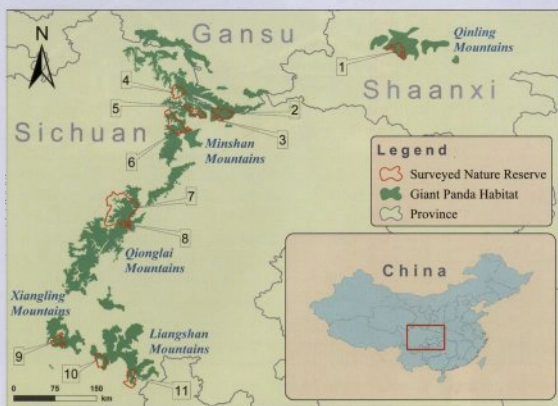 N
Gansu
Qinling
Mountains
1
Shaanxi
4
5
2
3
Sichuan
6
Minshan
Mountains
Legend
Surveyed Nature Reserve
Giant Panda Habitat
Province
7
8
Qionglai
Mountains
China
Xiangling
Mountains
Liangshan
Mountains
9
10
11
0 75 150
km